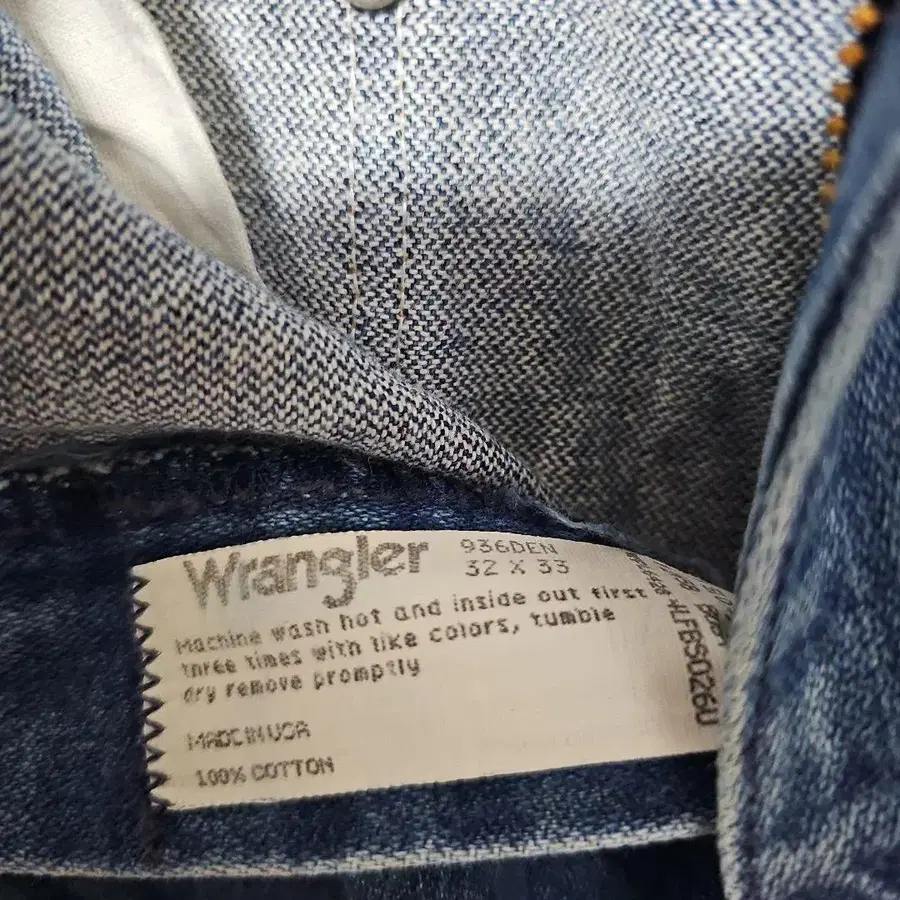 Wrangler
936DEN
32 X 33
Machine wash hot and inside out first
three times with like colors, tumble
dry remove promptly
MADE IN USA
100% COTTON
HLFBS026U